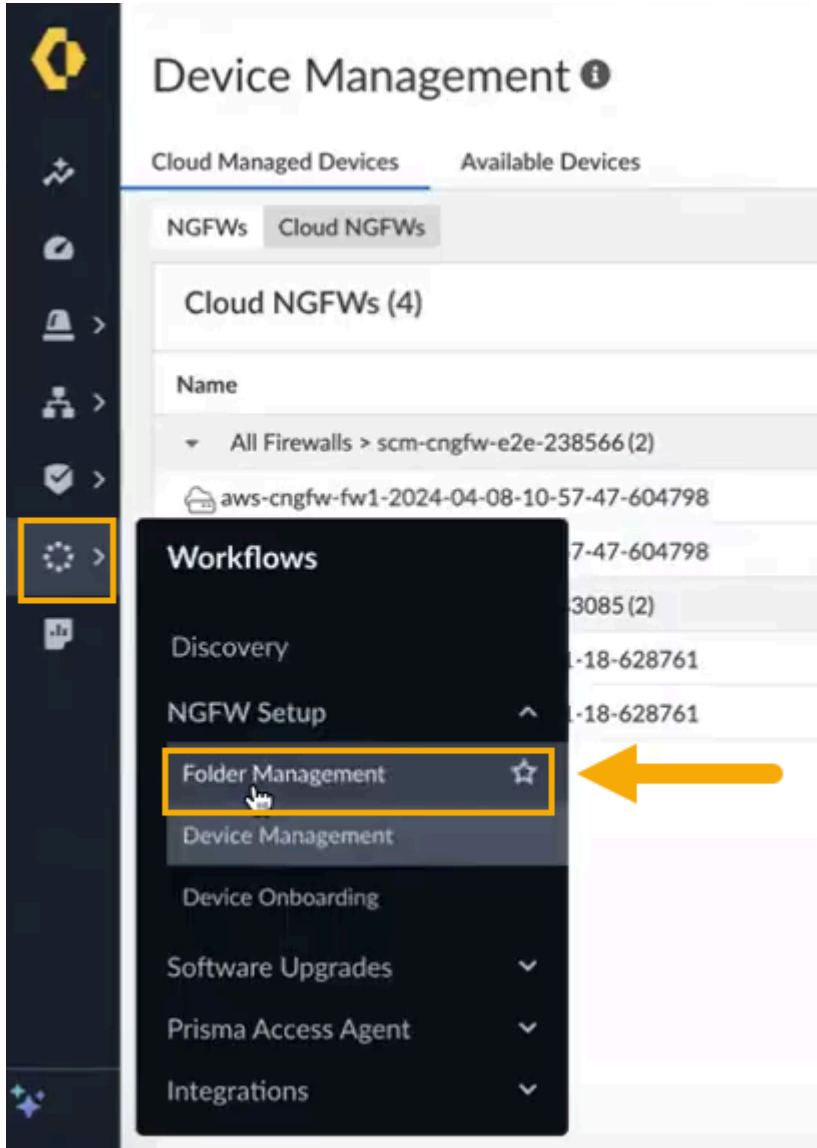 Device Management
Cloud Managed Devices Available Devices
NGFWs Cloud NGFWs
Cloud NGFWs (4)
Name
All Firewalls > scm-cngfw-e2e-238566 (2)
aws-cngfw-fw1-2024-04-08-10-57-47-604798
7-47-604798
Workflows
3085 (2)
Discovery
-18-628761
NGFW Setup
-18-628761
Folder Management
Device Management
Device Onboarding
Software Upgrades
Prisma Access Agent
Integrations